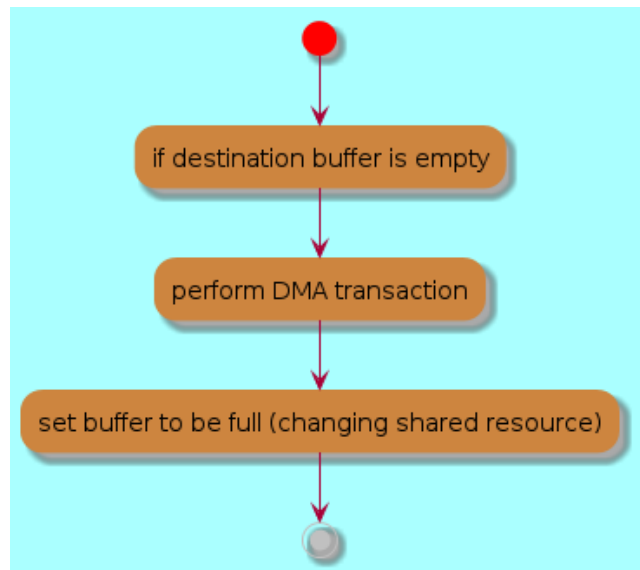 if destination buffer is empty
perform DMA transaction
set buffer to be full (changing shared resource)